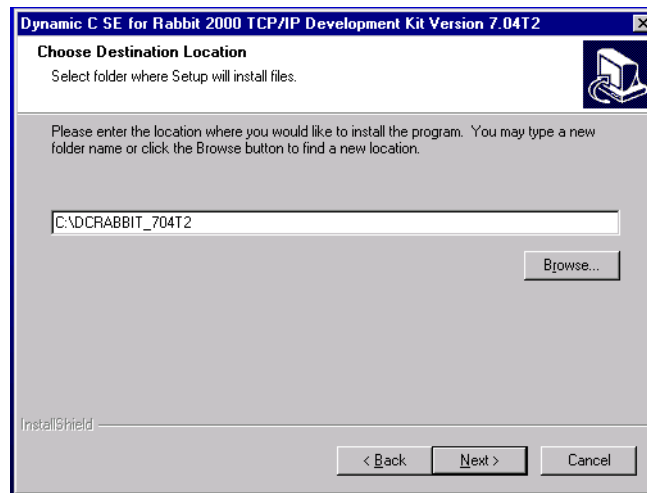 Dynamic C SE for Rabbit 2000 TCP/IP Development Kit Version 7.04T2
Choose Destination Location
Select folder where Setup will install files.
Please enter the location where you would like to install the program. You may type a new
folder name or click the Browse button to find a new location.
C:\DCRABBIT_704T2
Browse...
InstallShield
< Back
Next >
Cancel